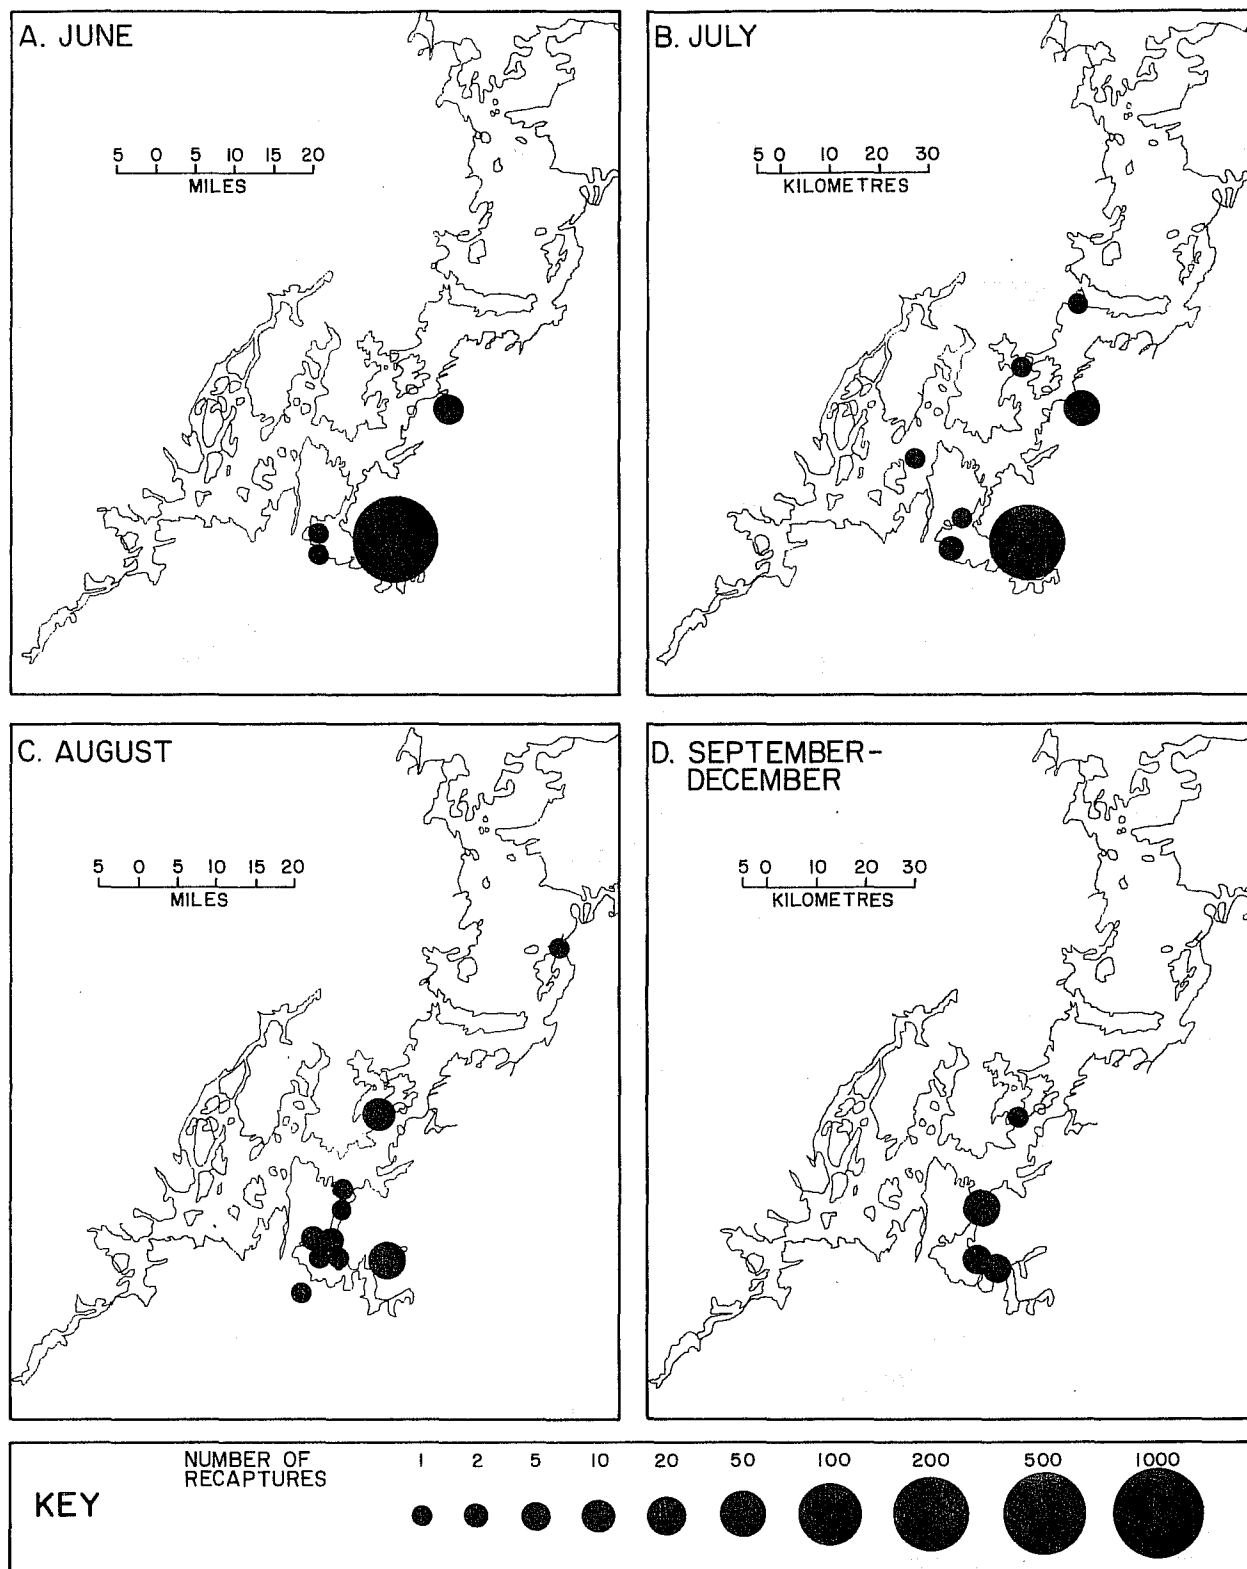 A. JUNE
5 0 5 10 15 20
MILES
B. JULY
5 0 10 20 30
KILOMETRES
C. AUGUST
5 0 5 10 15 20
MILES
D. SEPTEMBER-
DECEMBER
5 0 10 20 30
KILOMETRES
KEY
NUMBER OF
RECAPTURES
1 2 5 10 20 50 100 200 500 1000